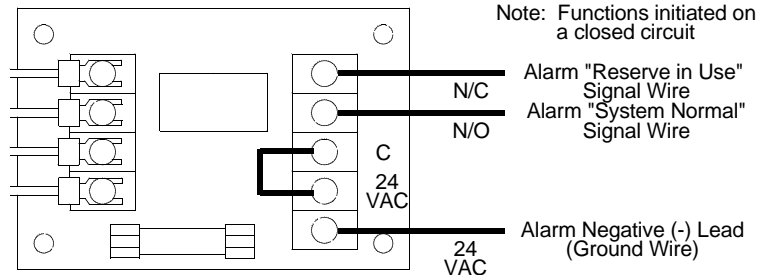 Note: Functions initiated on
a closed circuit
Alarm "Reserve in Use"
Signal Wire
N/C
Alarm "System Normal"
Signal Wire
N/O
C
24
VAC
Alarm Negative (-) Lead
(Ground Wire)
24
VAC